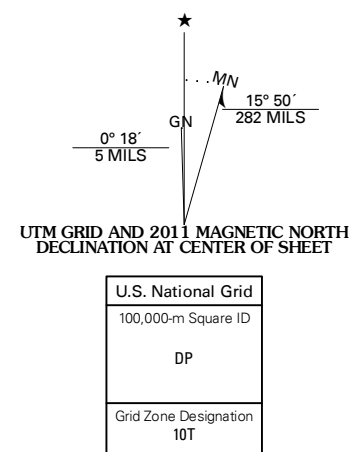 ★
MN
15° 50´
282 MILS
GN
0° 18´
5 MILS
UTM GRID AND 2011 MAGNETIC NORTH
DECLINATION AT CENTER OF SHEET
U.S. National Grid
100,000-m Square ID
DP
Grid Zone Designation
10T